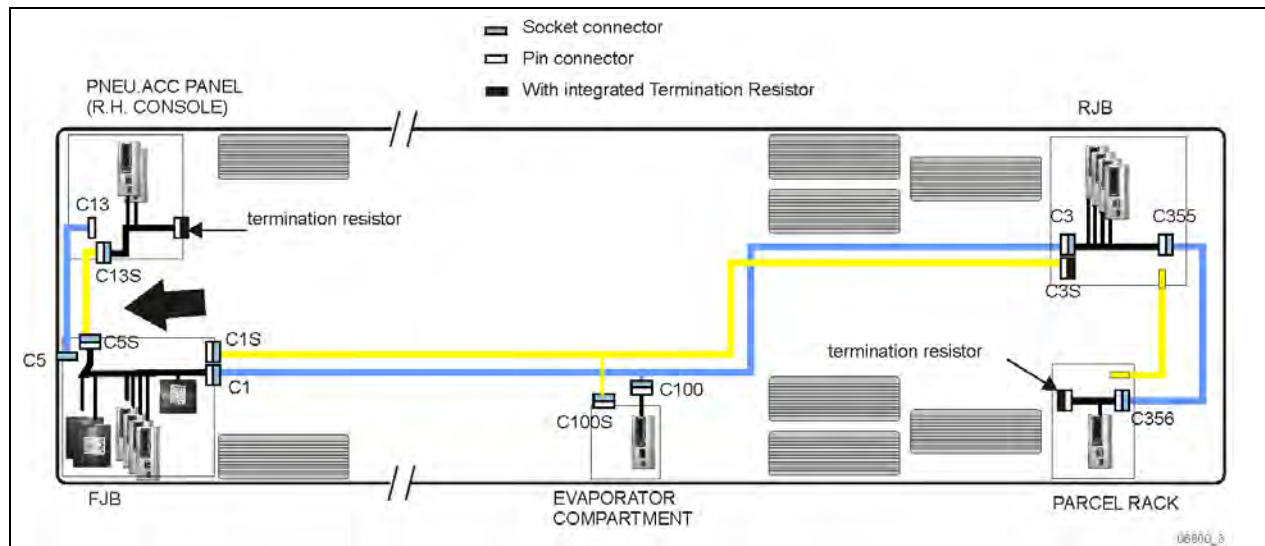 Socket connector
Pin connector
With integrated Termination Resistor
PNEU.ACC PANEL
(R.H. CONSOLE)
RJB
C13
termination resistor
C3
C355
C13S
C3S
C5S
C1S
C5
termination resistor
C1
C100
C100S
C356
FJB
EVAPORATOR
COMPARTMENT
PARCEL RACK
06800_3